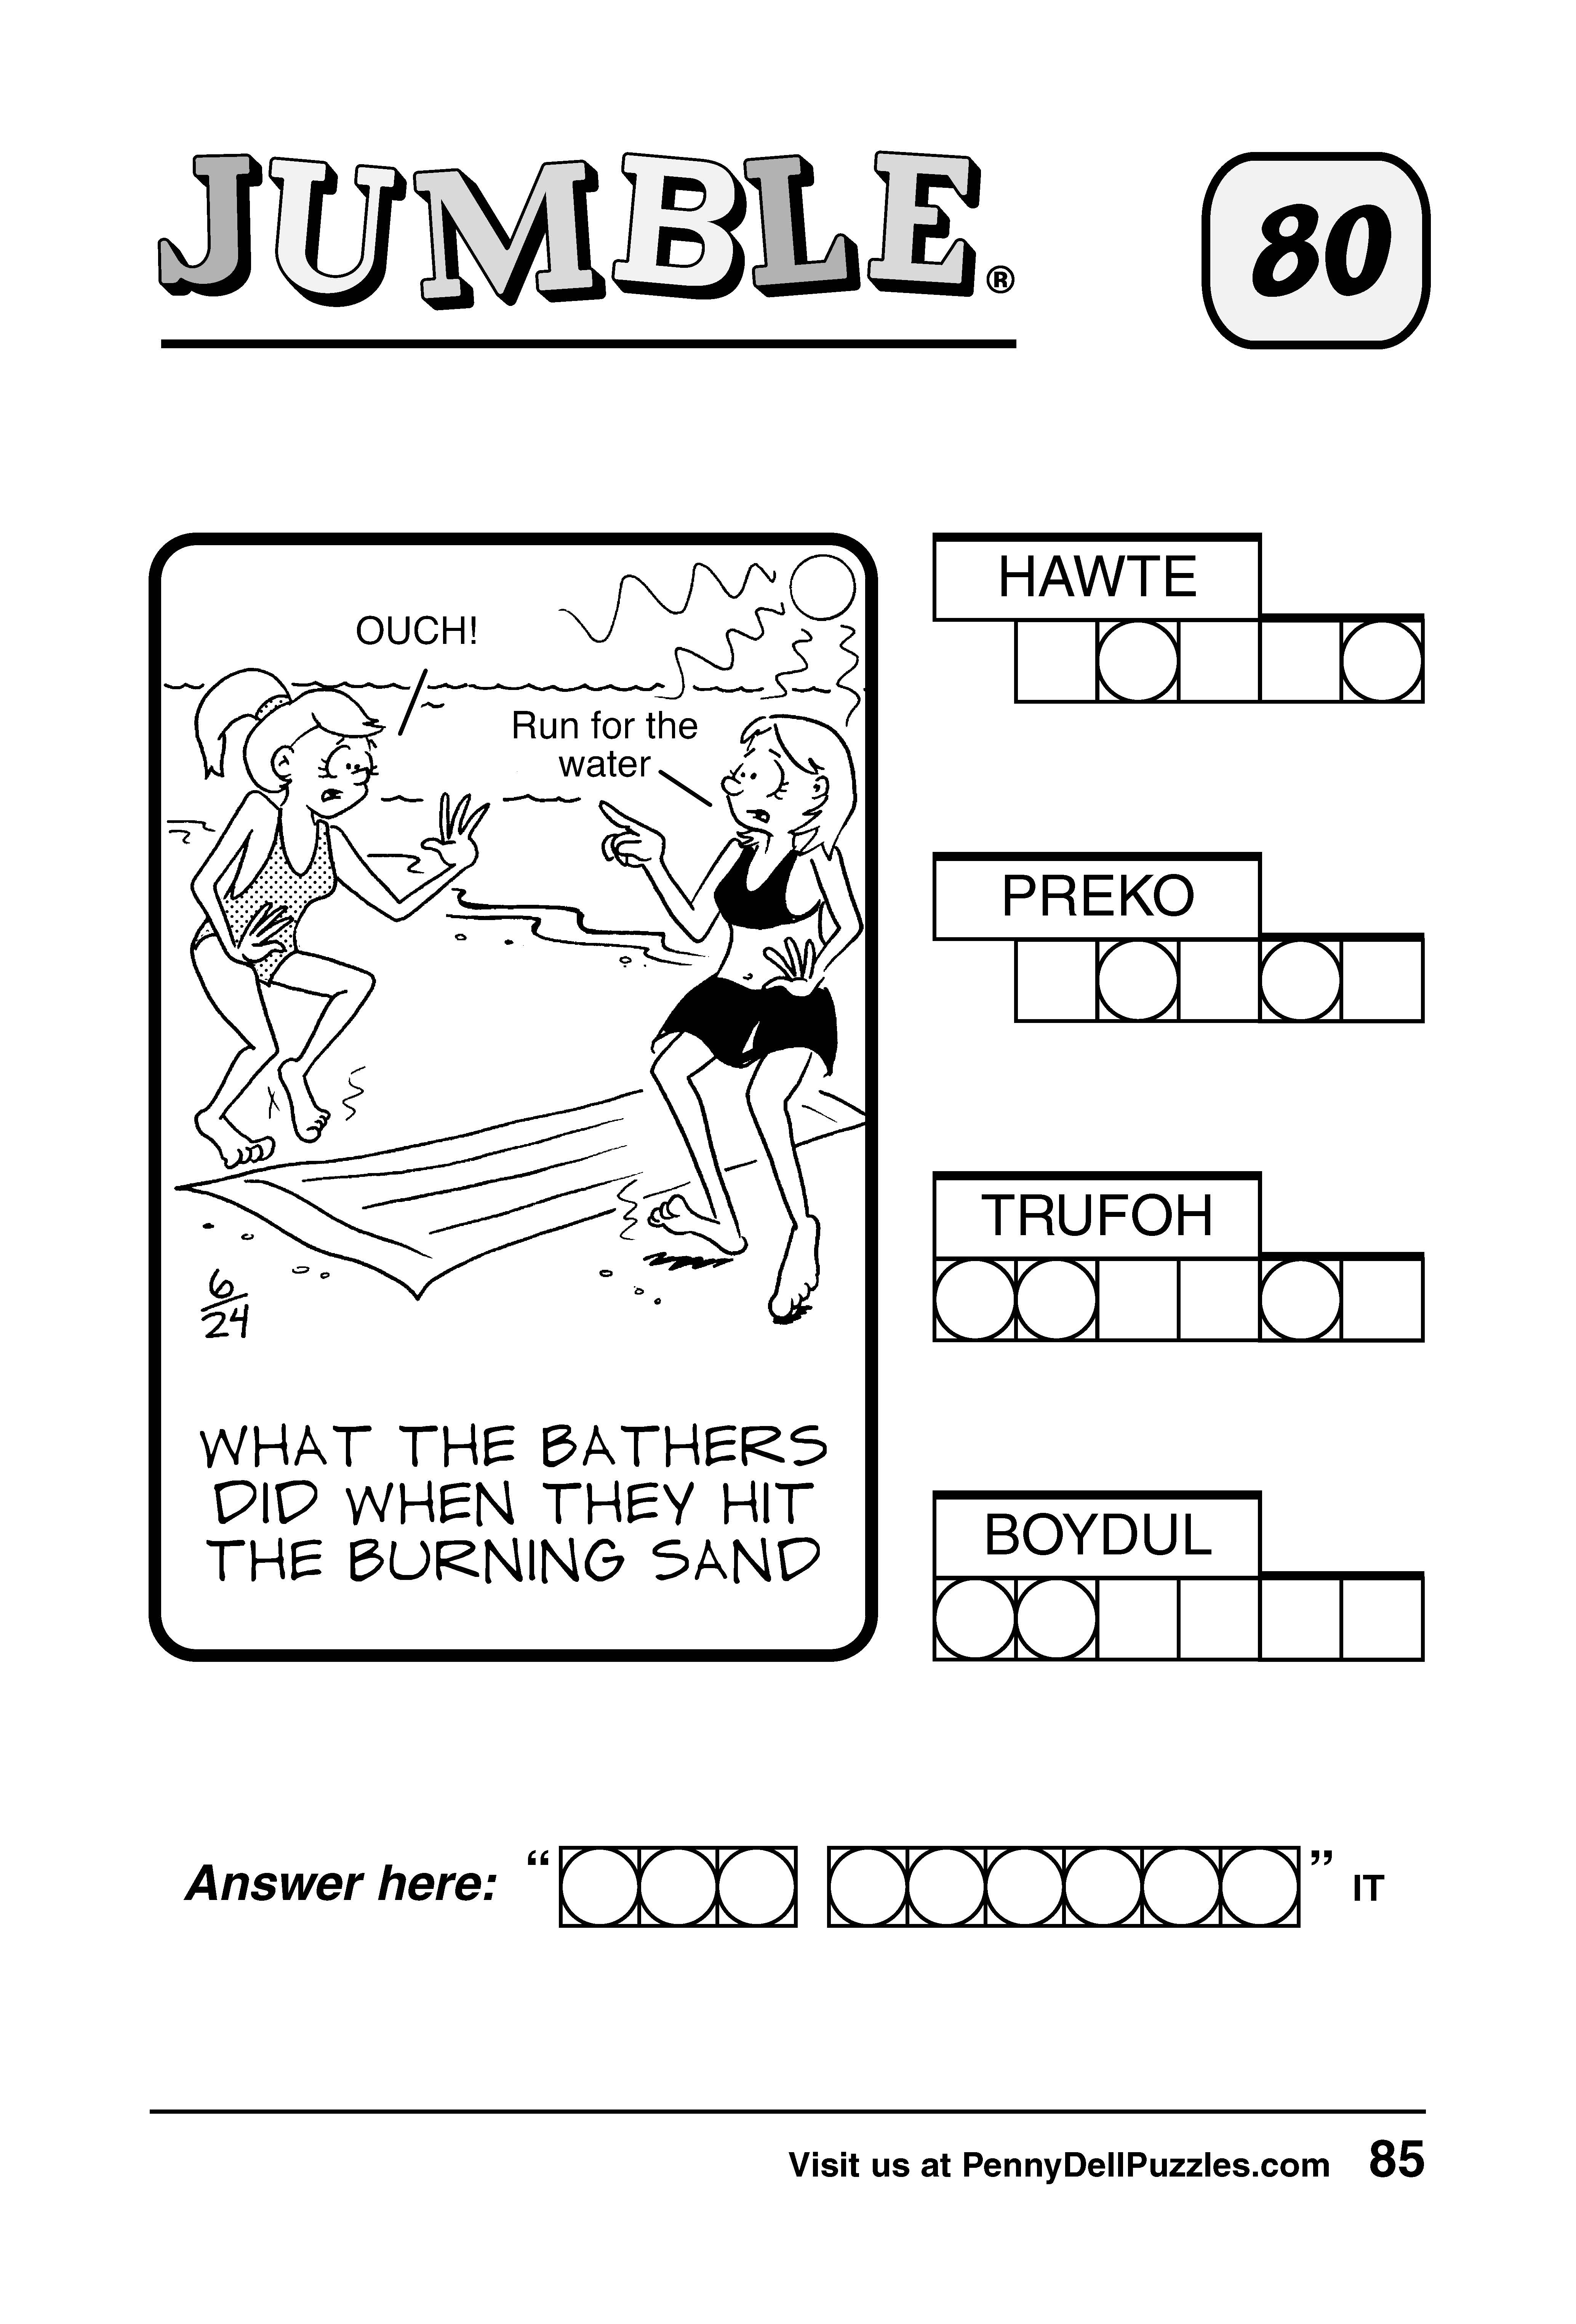 JUMBLE®
80
OUCH!
Run for the
water
6/24
WHAT THE BATHERS
DID WHEN THEY HIT
THE BURNING SAND
HAWTE
PREKO
TRUFOH
BOYDUL
Answer here: “ ” IT
Visit us at PennyDellPuzzles.com 85